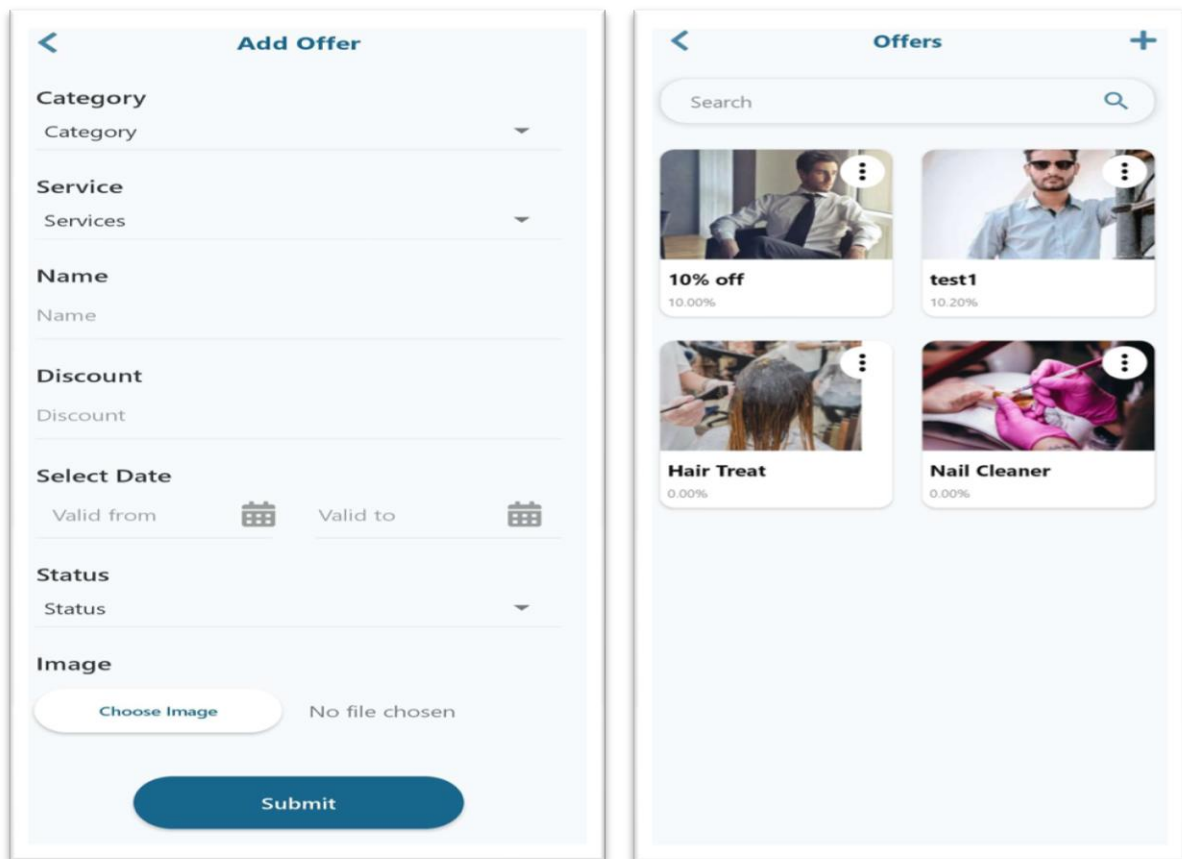 Add Offer
Category
Category
Service
Services
Name
Name
Discount
Discount
Select Date
Valid from Valid to
Status
Status
Image
Choose Image No file chosen
Submit
Offers
Search
10% off test1
10.00% 10.20%
Hair Treat Nail Cleaner
0.00% 0.00%